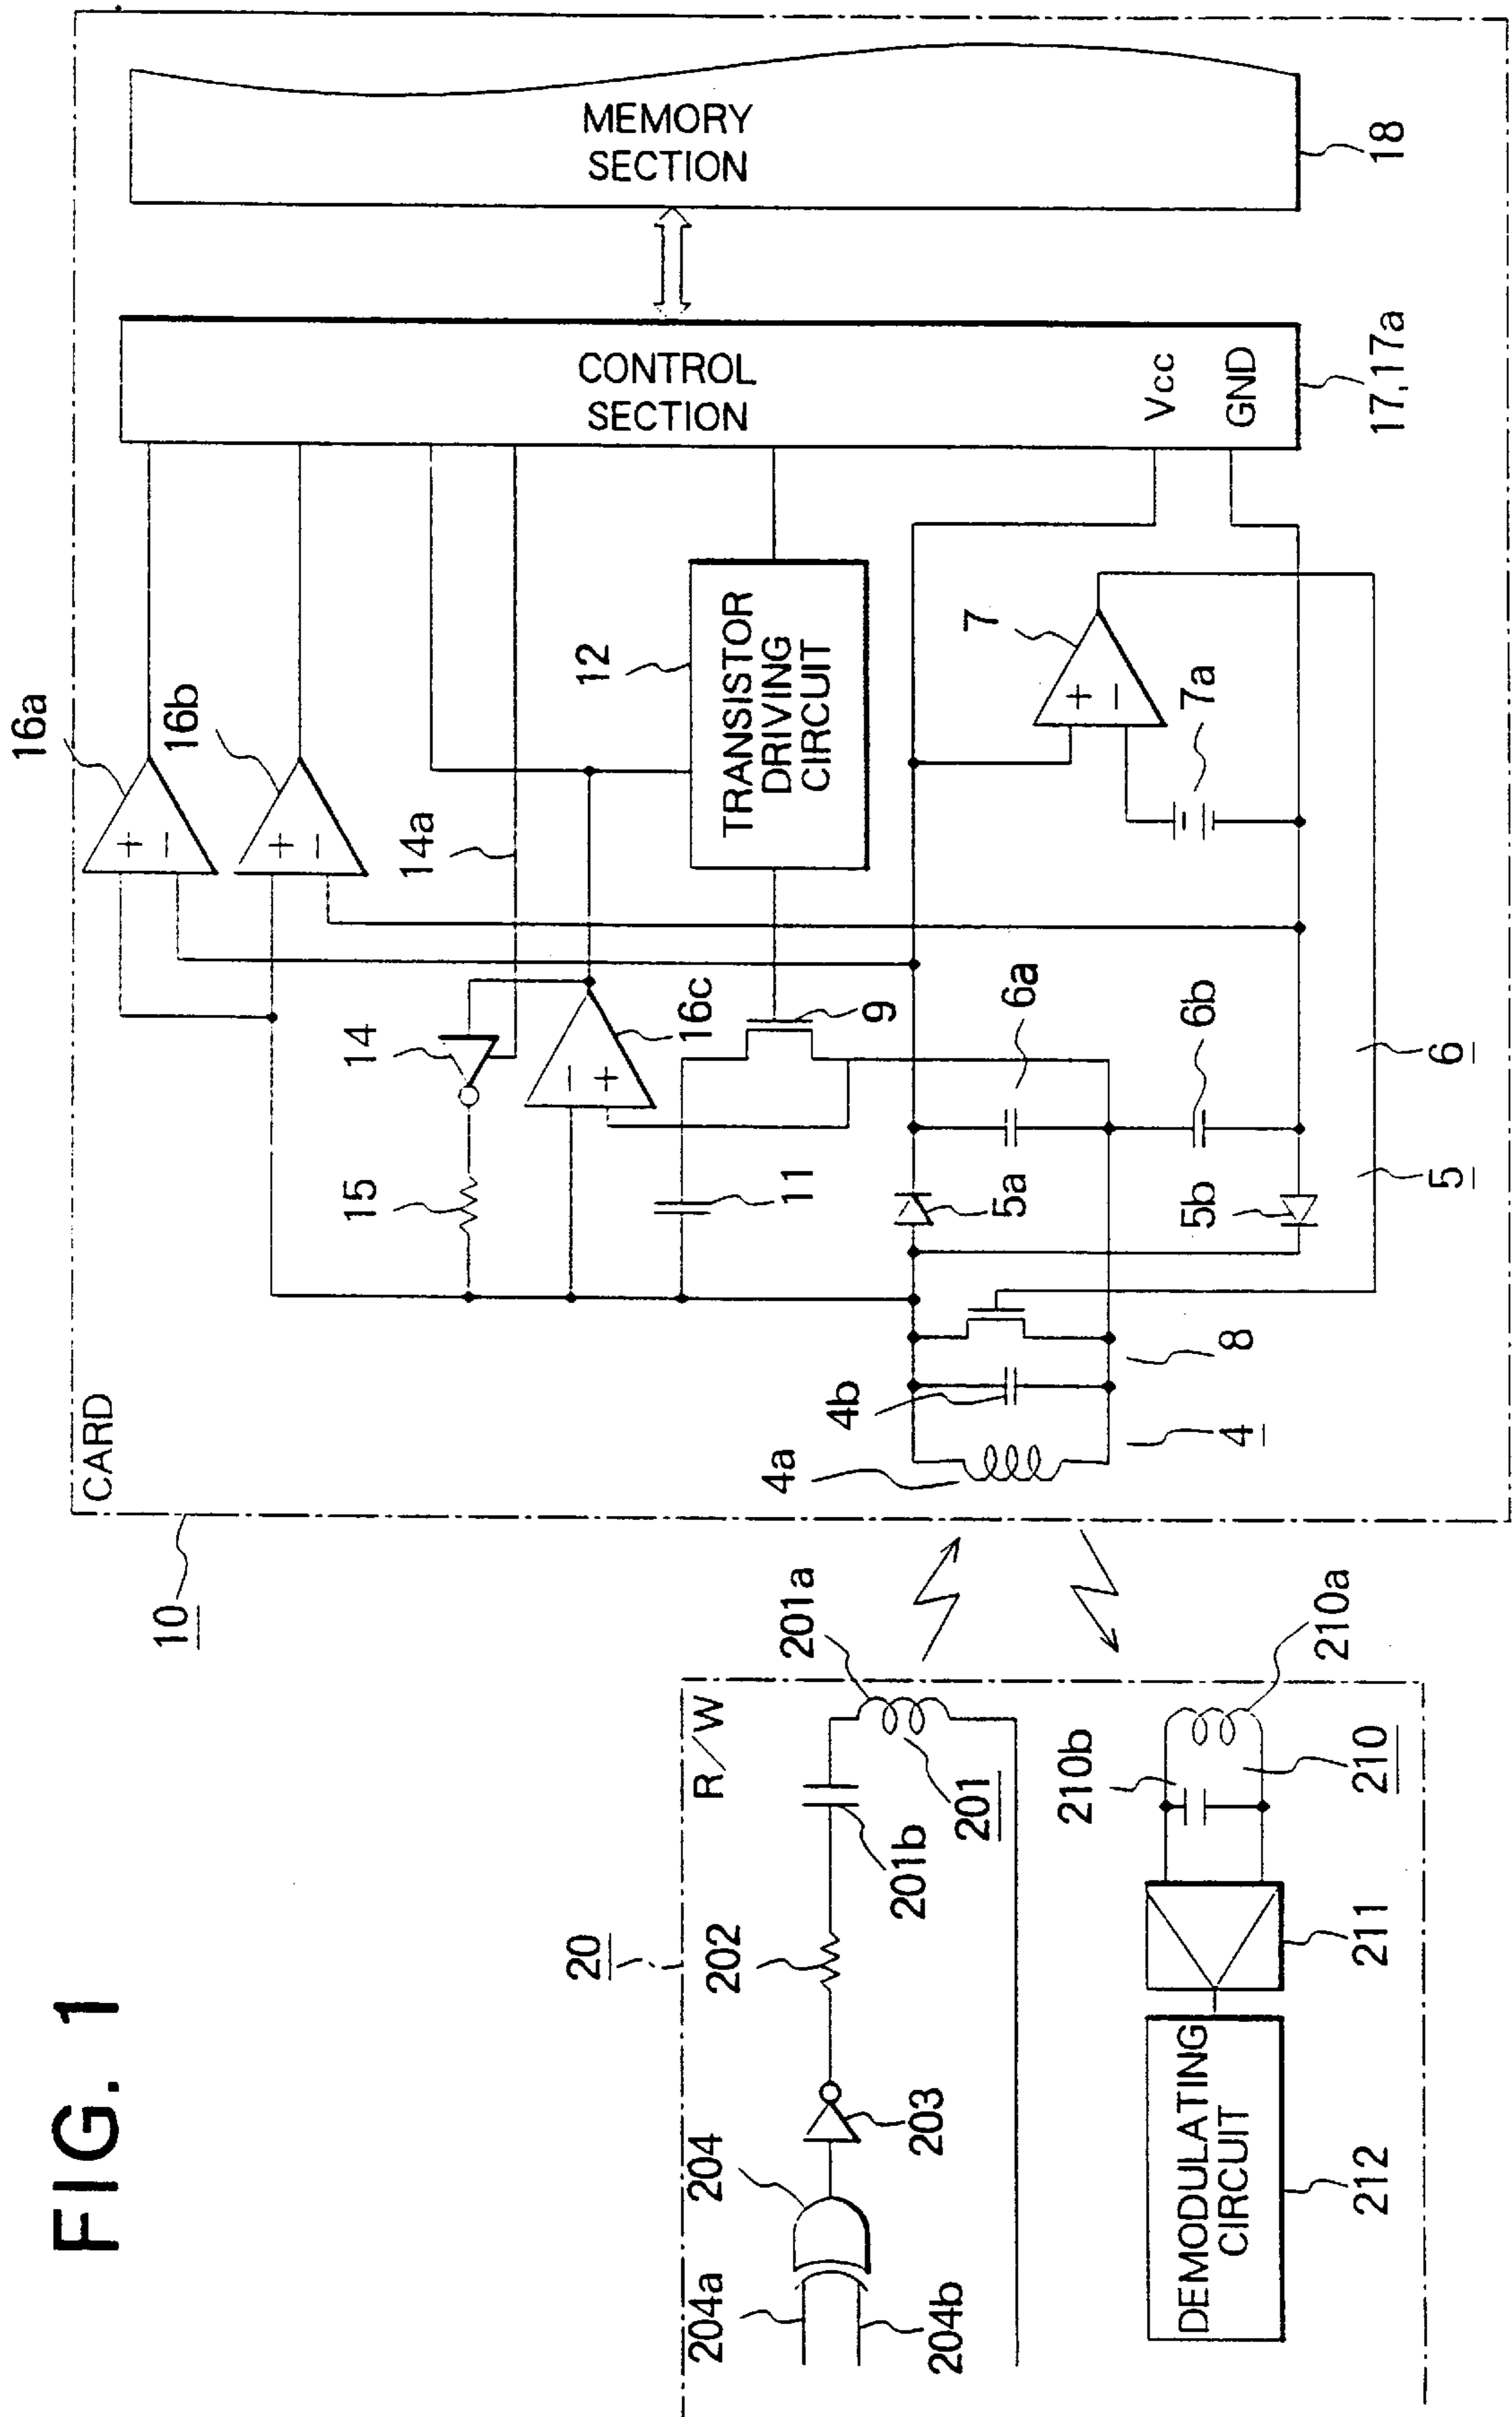 FIG. 1
20
R/W
204a
204
204b
203
202
201b
201
201a
DEMODULATING
CIRCUIT
212
211
210b
210
210a
10
CARD
4a
4b
4
8
5a
5b
5
6a
6b
6
15
14
14a
11
16c
9
12
TRANSISTOR
DRIVING
CIRCUIT
16a
+
−
16b
+
−
−
+
7
+
−
7a
CONTROL
SECTION
Vcc
GND
17,17a
MEMORY
SECTION
18